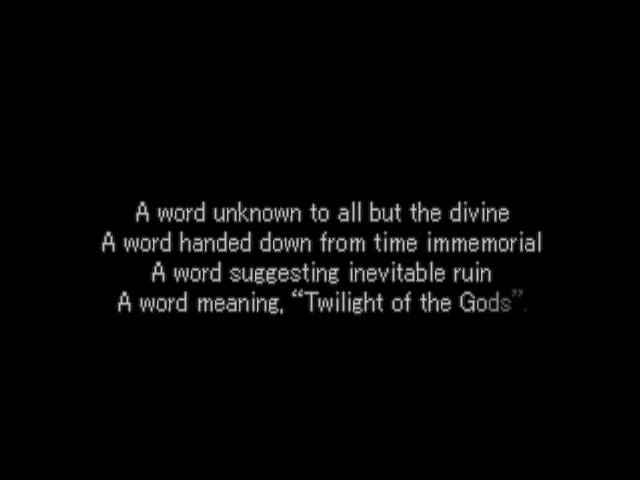 A word unknown to all but the divine
A word handed down from time immemorial
A word suggesting inevitable ruin
A word meaning, “Twilight of the Gods”.